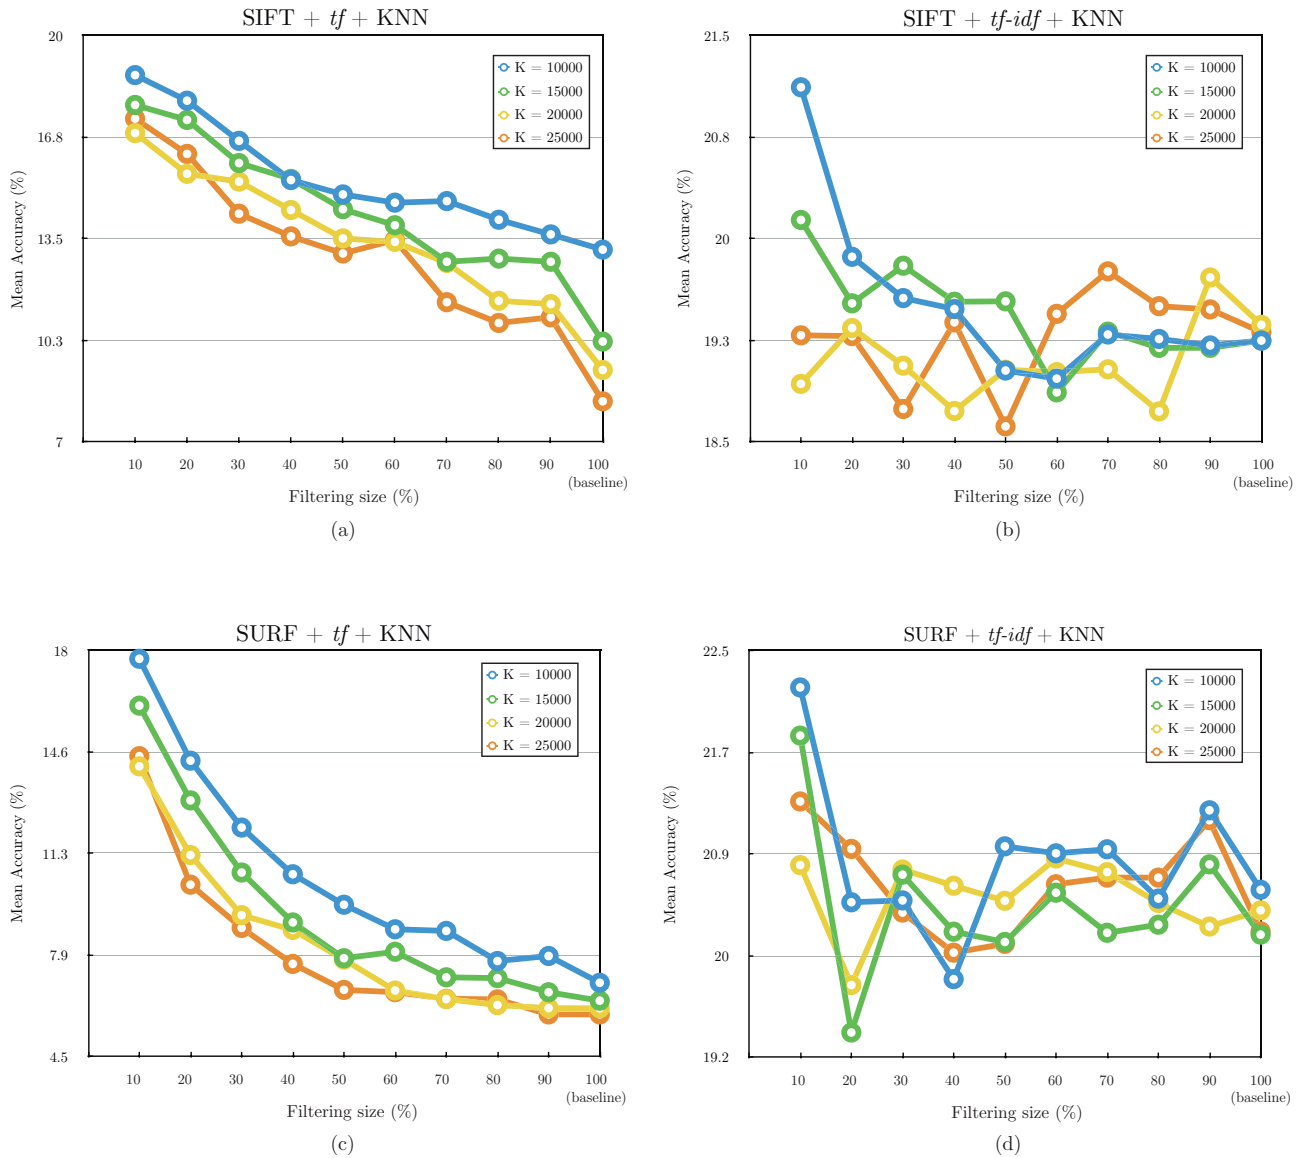 SIFT + tf + KNN
20
16.8
13.5
10.3
7
Mean Accuracy (%)
K = 10000
K = 15000
K = 20000
K = 25000
10 20 30 40 50 60 70 80 90 100
(baseline)
Filtering size (%)
(a)
SIFT + tf-idf + KNN
21.5
20.8
20
19.3
18.5
Mean Accuracy (%)
K = 10000
K = 15000
K = 20000
K = 25000
10 20 30 40 50 60 70 80 90 100
(baseline)
Filtering size (%)
(b)
SURF + tf + KNN
18
14.6
11.3
7.9
4.5
Mean Accuracy (%)
K = 10000
K = 15000
K = 20000
K = 25000
10 20 30 40 50 60 70 80 90 100
(baseline)
Filtering size (%)
(c)
SURF + tf-idf + KNN
22.5
21.7
20.9
20
19.2
Mean Accuracy (%)
K = 10000
K = 15000
K = 20000
K = 25000
10 20 30 40 50 60 70 80 90 100
(baseline)
Filtering size (%)
(d)